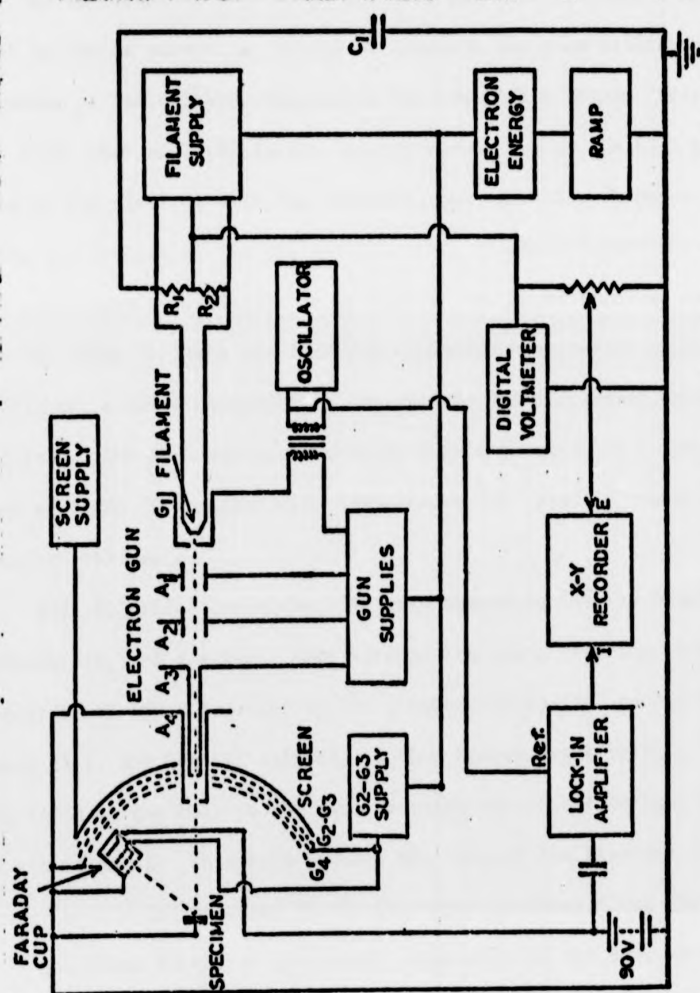 SCREEN
SUPPLY
FARADAY
CUP
SPECIMEN
ELECTRON GUN
A4
A3
A2
A1
G1
FILAMENT
FILAMENT
SUPPLY
R1
R2
C1
SCREEN
G4
G2-G3
G2-G3
SUPPLY
GUN
SUPPLIES
OSCILLATOR
ELECTRON
ENERGY
RAMP
DIGITAL
VOLTMETER
Ref.
LOCK-IN
AMPLIFIER
I
X-Y
RECORDER
E
90V